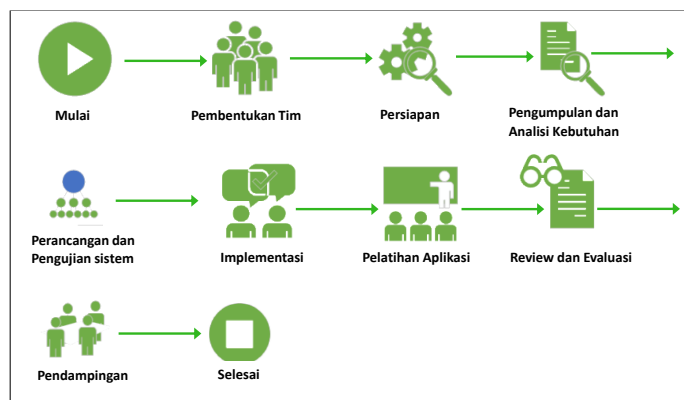 Mulai
Pembentukan Tim
Persiapan
Pengumpulan dan
Analisi Kebutuhan
Perancangan dan
Pengujian sistem
Implementasi
Pelatihan Aplikasi
Review dan Evaluasi
Pendampingan
Selesai